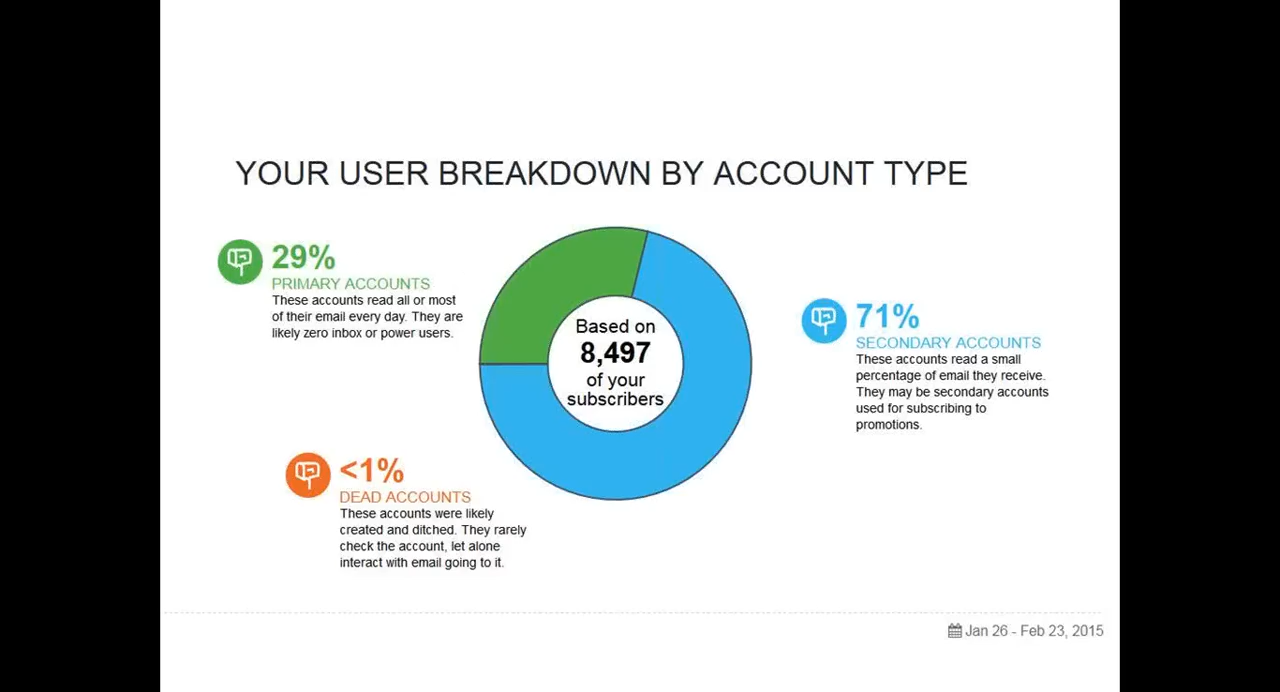 YOUR USER BREAKDOWN BY ACCOUNT TYPE
29%
PRIMARY ACCOUNTS
These accounts read all or most
of their email every day. They are
likely zero inbox or power users.
Based on
8,497
of your
subscribers
71%
SECONDARY ACCOUNTS
These accounts read a small
percentage of email they receive.
They may be secondary accounts
used for subscribing to
promotions.
<1%
DEAD ACCOUNTS
These accounts were likely
created and ditched. They rarely
check the account, let alone
interact with email going to it.
Jan 26 - Feb 23, 2015